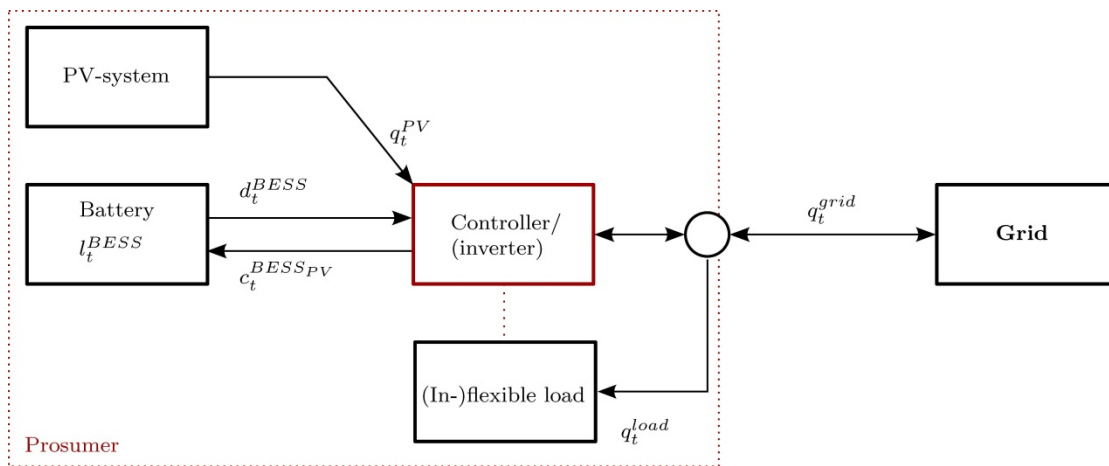 PV-system
q_t^{PV}
Battery
l_t^{BESS}
d_t^{BESS}
c_t^{BESS_{PV}}
Controller/
(inverter)
q_t^{grid}
Grid
(In-)flexible load
q_t^{load}
Prosumer